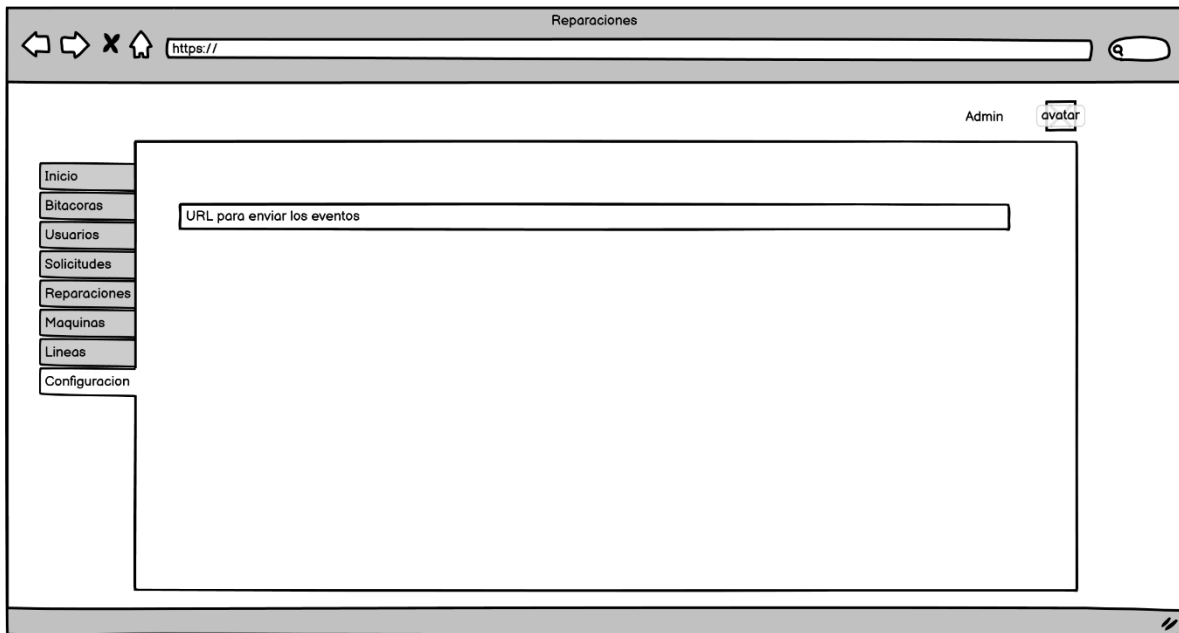 Reparaciones
https://
Admin
avatar
Inicio
Bitacoras
Usuarios
Solicitudes
Reparaciones
Maquinas
Lineas
Configuracion
URL para enviar los eventos